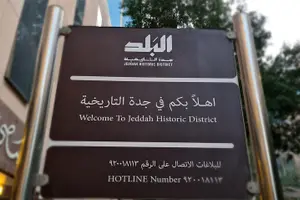 البلد
جدة التاريخية
JEDDAH HISTORIC DISTRICT
اهلاً بكم في جدة التاريخية
Welcome To Jeddah Historic District
للبلاغات الاتصال على الرقم ٩٢٠٠١٨١١٣
HOTLINE Number ٩٢٠٠١٨١١٣